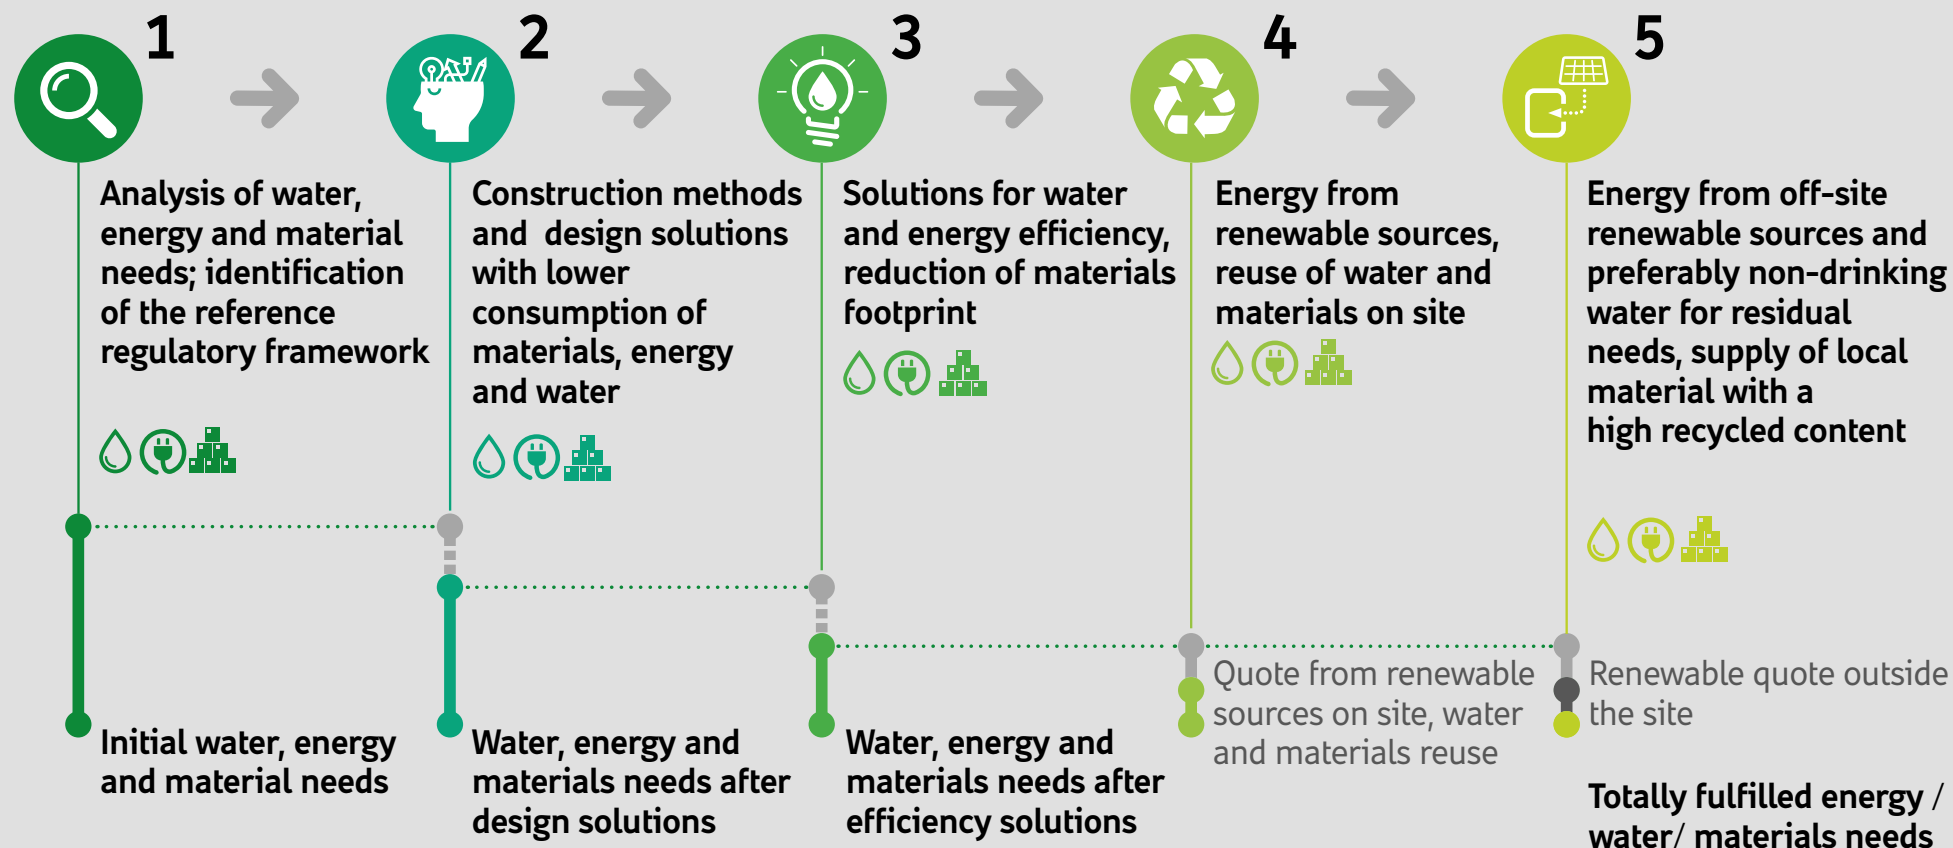 1
2
3
4
5
Analysis of water,
energy and material
needs; identification
of the reference
regulatory framework
Construction methods
and design solutions
with lower
consumption of
materials, energy
and water
Solutions for water
and energy efficiency,
reduction of materials
footprint
Energy from
renewable sources,
reuse of water and
materials on site
Energy from off-site
renewable sources and
preferably non-drinking
water for residual
needs, supply of local
material with a
high recycled content
Initial water, energy
and material needs
Water, energy and
materials needs after
design solutions
Water, energy and
materials needs after
efficiency solutions
Quote from renewable
sources on site, water
and materials reuse
Renewable quote outside
the site
Totally fulfilled energy /
water/ materials needs